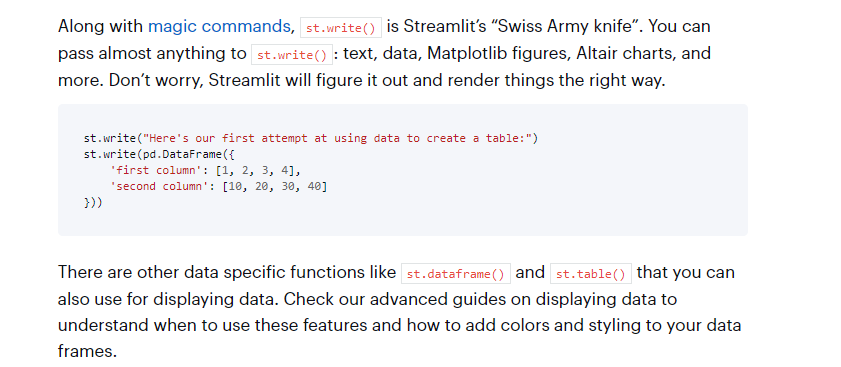 Along with magic commands, st.write() is Streamlit’s “Swiss Army knife”. You can
pass almost anything to st.write() : text, data, Matplotlib figures, Altair charts, and
more. Don’t worry, Streamlit will figure it out and render things the right way.
st.write("Here's our first attempt at using data to create a table:")
st.write(pd.DataFrame({
    'first column': [1, 2, 3, 4],
    'second column': [10, 20, 30, 40]
}))
There are other data specific functions like st.dataframe() and st.table() that you can
also use for displaying data. Check our advanced guides on displaying data to
understand when to use these features and how to add colors and styling to your data
frames.